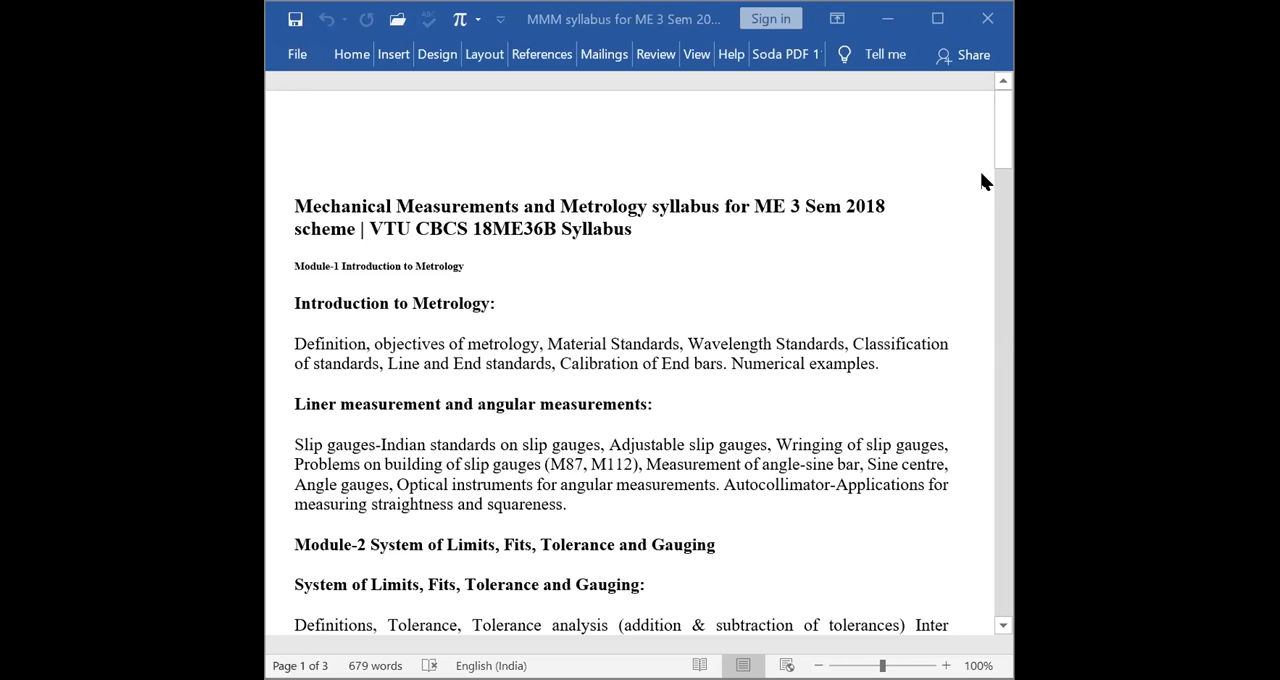 MMM syllabus for ME 3 Sem 20... Sign in
File Home Insert Design Layout References Mailings Review View Help Soda PDF 1 Tell me Share
Mechanical Measurements and Metrology syllabus for ME 3 Sem 2018
scheme | VTU CBCS 18ME36B Syllabus
Module-1 Introduction to Metrology
Introduction to Metrology:
Definition, objectives of metrology, Material Standards, Wavelength Standards, Classification
of standards, Line and End standards, Calibration of End bars. Numerical examples.
Liner measurement and angular measurements:
Slip gauges-Indian standards on slip gauges, Adjustable slip gauges, Wringing of slip gauges,
Problems on building of slip gauges (M87, M112), Measurement of angle-sine bar, Sine centre,
Angle gauges, Optical instruments for angular measurements. Autocollimator-Applications for
measuring straightness and squareness.
Module-2 System of Limits, Fits, Tolerance and Gauging
System of Limits, Fits, Tolerance and Gauging:
Definitions, Tolerance, Tolerance analysis (addition & subtraction of tolerances) Inter
Page 1 of 3 679 words English (India) 100%